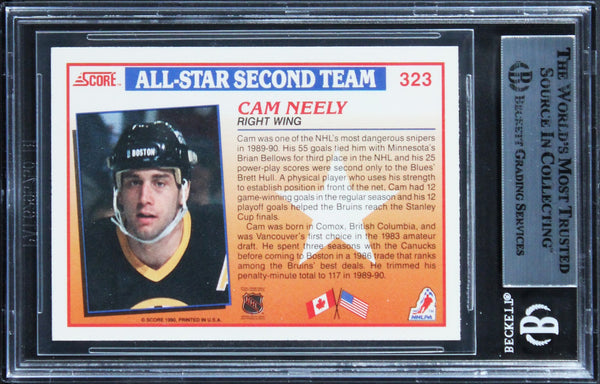 SCORE™
ALL-STAR SECOND TEAM
323
CAM NEELY
RIGHT WING
Cam was one of the NHL's most dangerous snipers
in 1989-90. His 55 goals tied him with Minnesota's
Brian Bellows for third place in the NHL and his 25
power-play scores were second only to the Blues'
Brett Hull. A physical player who uses his strength
to establish position in front of the net, Cam had 12
game-winning goals in the regular season and his 12
playoff goals helped the Bruins reach the Stanley
Cup finals.
Cam was born in Comox, British Columbia, and
was Vancouver's first choice in the 1983 amateur
draft. He spent three seasons with the Canucks
before coming to Boston in a 1986 trade that ranks
among the Bruins' best deals. He trimmed his
penalty-minute total to 117 in 1989-90.
BOSTON
© SCORE 1990, PRINTED IN U.S.A.
NHL
NHLPA
THE WORLD'S MOST TRUSTED
SOURCE IN COLLECTING™
BECKETT GRADING SERVICES
BECKETT®